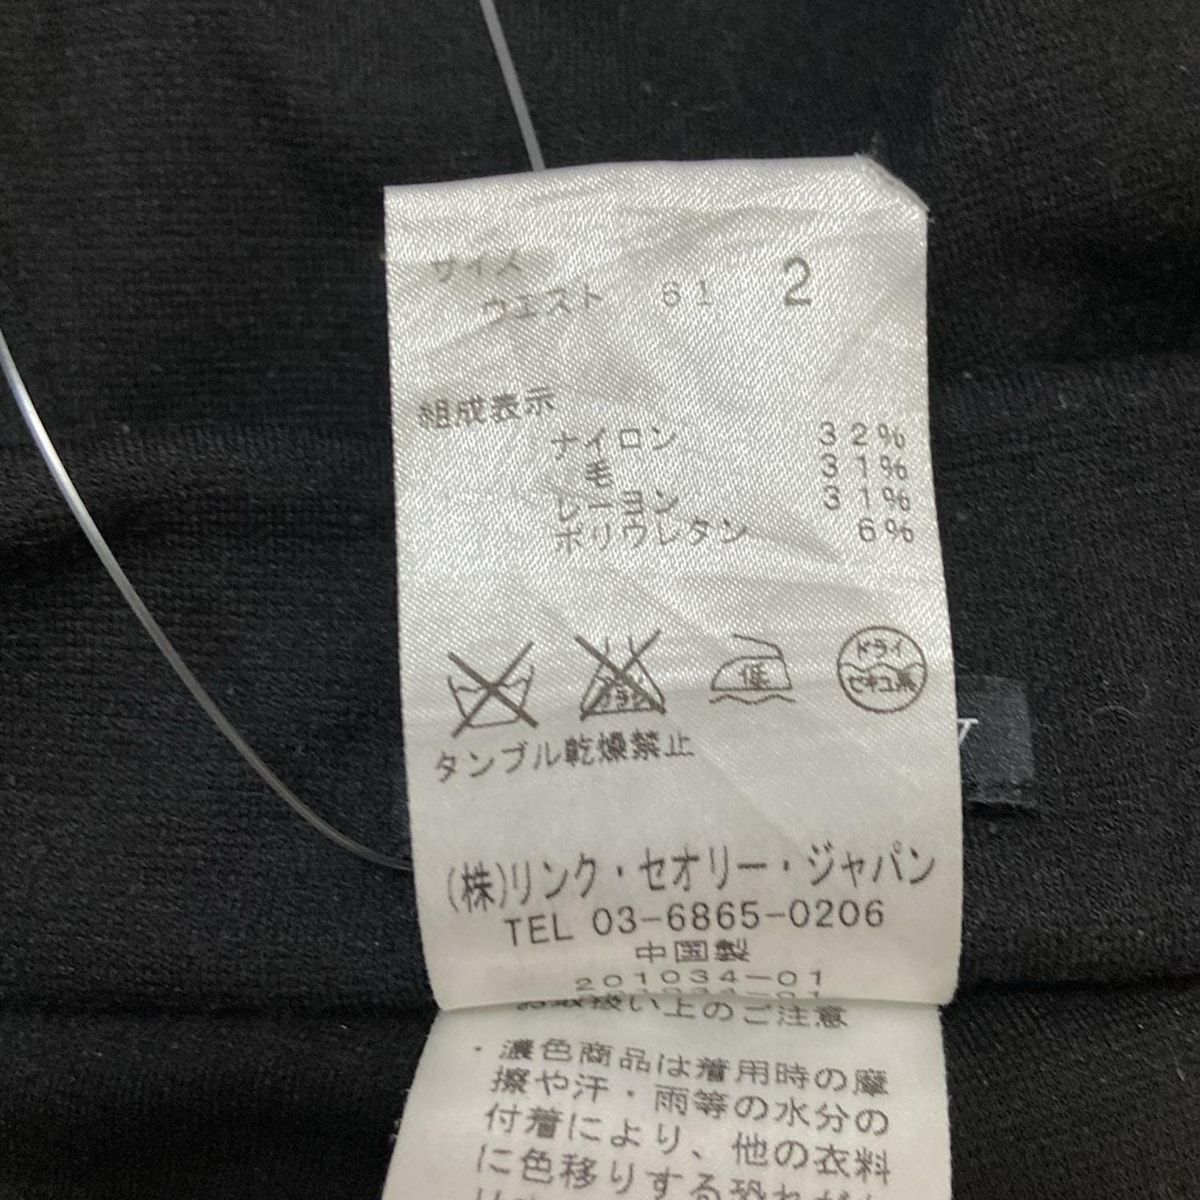 サイズ
ウエスト 61 2
組成表示
ナイロン 32%
毛 31%
レーヨン 31%
ポリウレタン 6%
エンソサラシ
低
ドライ
セキユ系
タンブル乾燥禁止
(株)リンク・セオリー・ジャパン
TEL 03-6865-0206
中国製
201034-01
お取扱い上のご注意
・濃色商品は着用時の摩
擦や汗・雨等の水分の
付着により、他の衣料
に色移りする恐れが